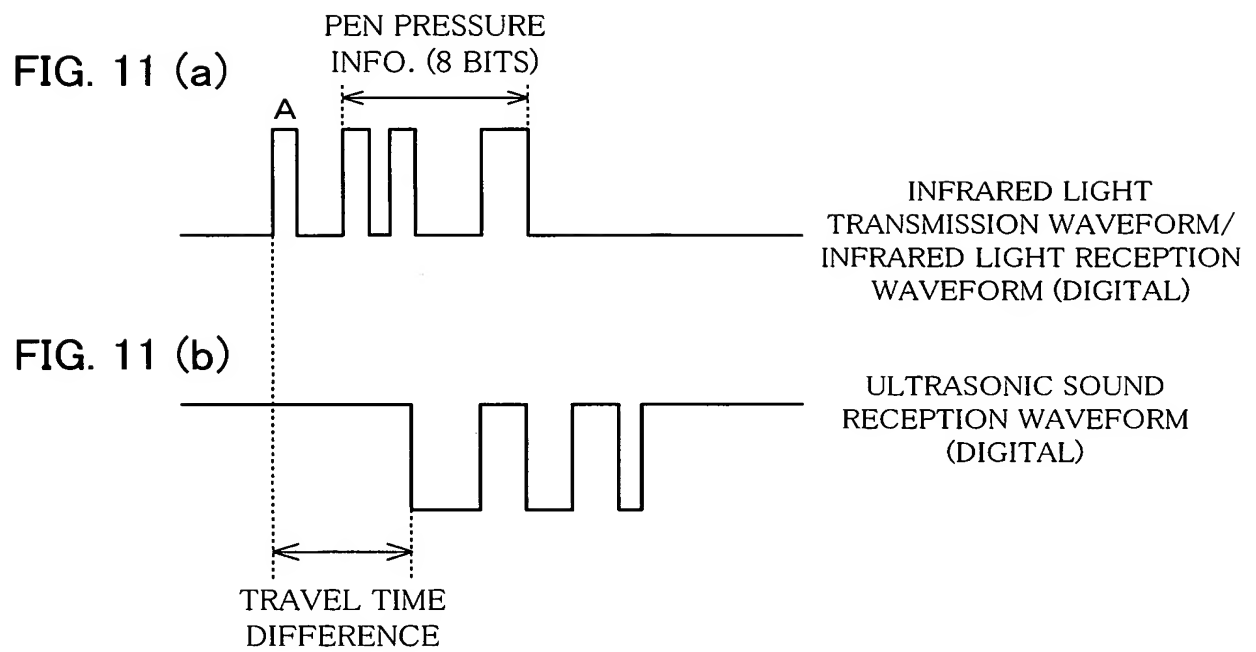 FIG. 11 (a)
PEN PRESSURE
INFO. (8 BITS)
A
INFRARED LIGHT
TRANSMISSION WAVEFORM/
INFRARED LIGHT RECEPTION
WAVEFORM (DIGITAL)
FIG. 11 (b)
ULTRASONIC SOUND
RECEPTION WAVEFORM
(DIGITAL)
TRAVEL TIME
DIFFERENCE